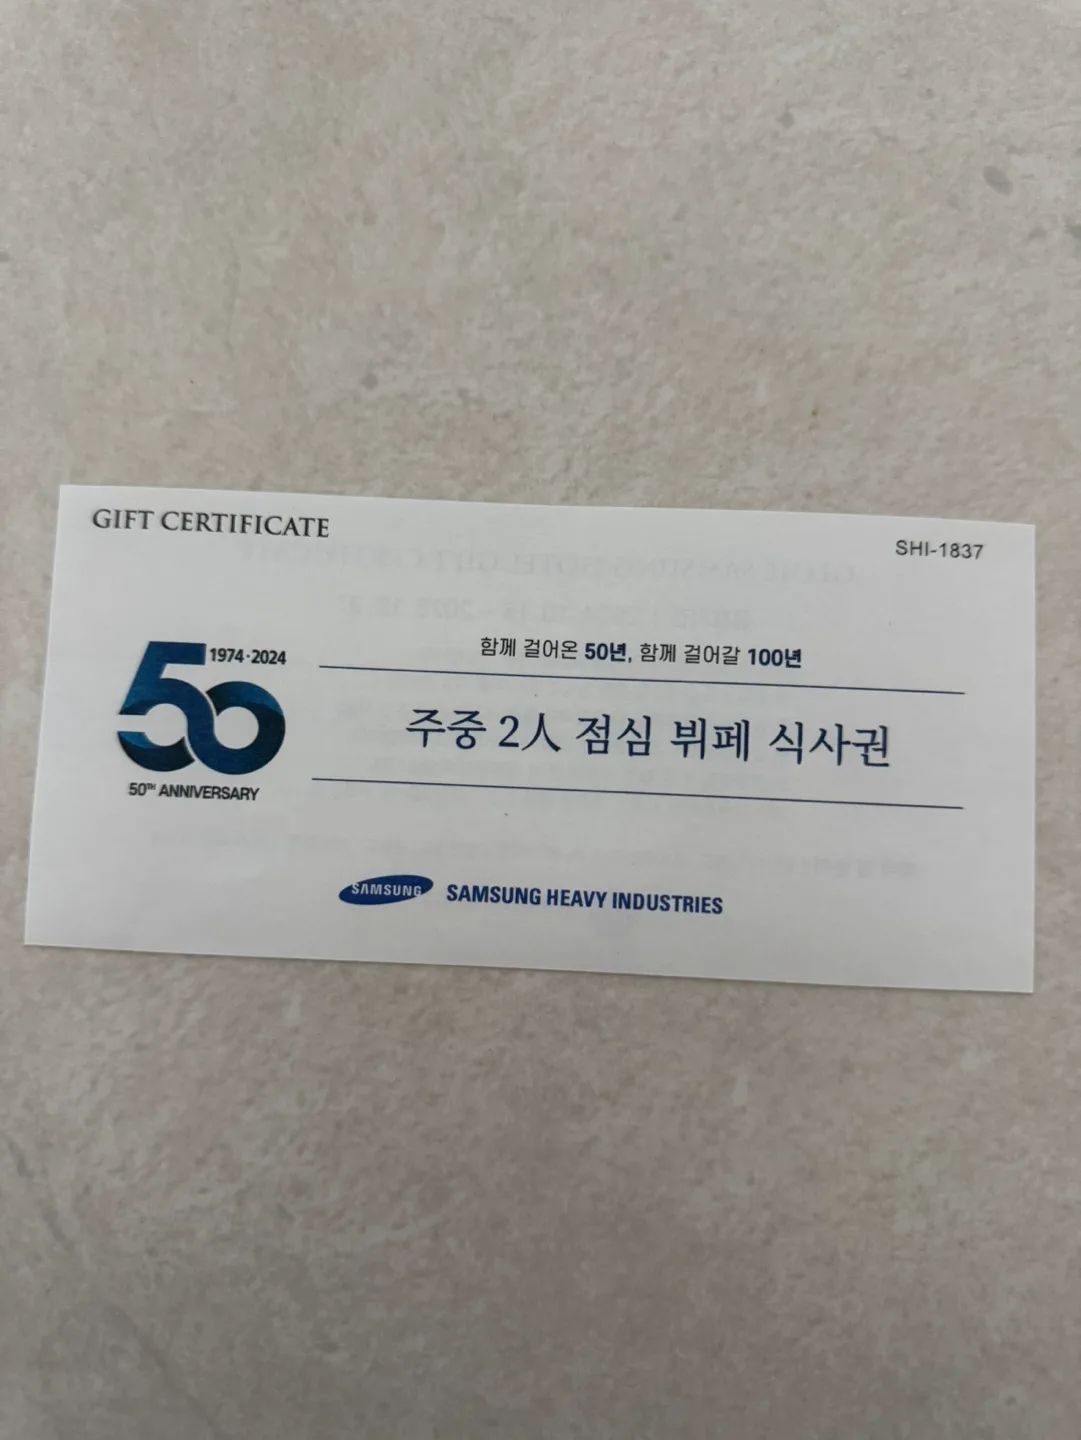 GIFT CERTIFICATE
SHI-1837
1974·2024
50
50TH ANNIVERSARY
함께 걸어온 50년, 함께 걸어갈 100년
주중 2人 점심 뷔페 식사권
SAMSUNG SAMSUNG HEAVY INDUSTRIES